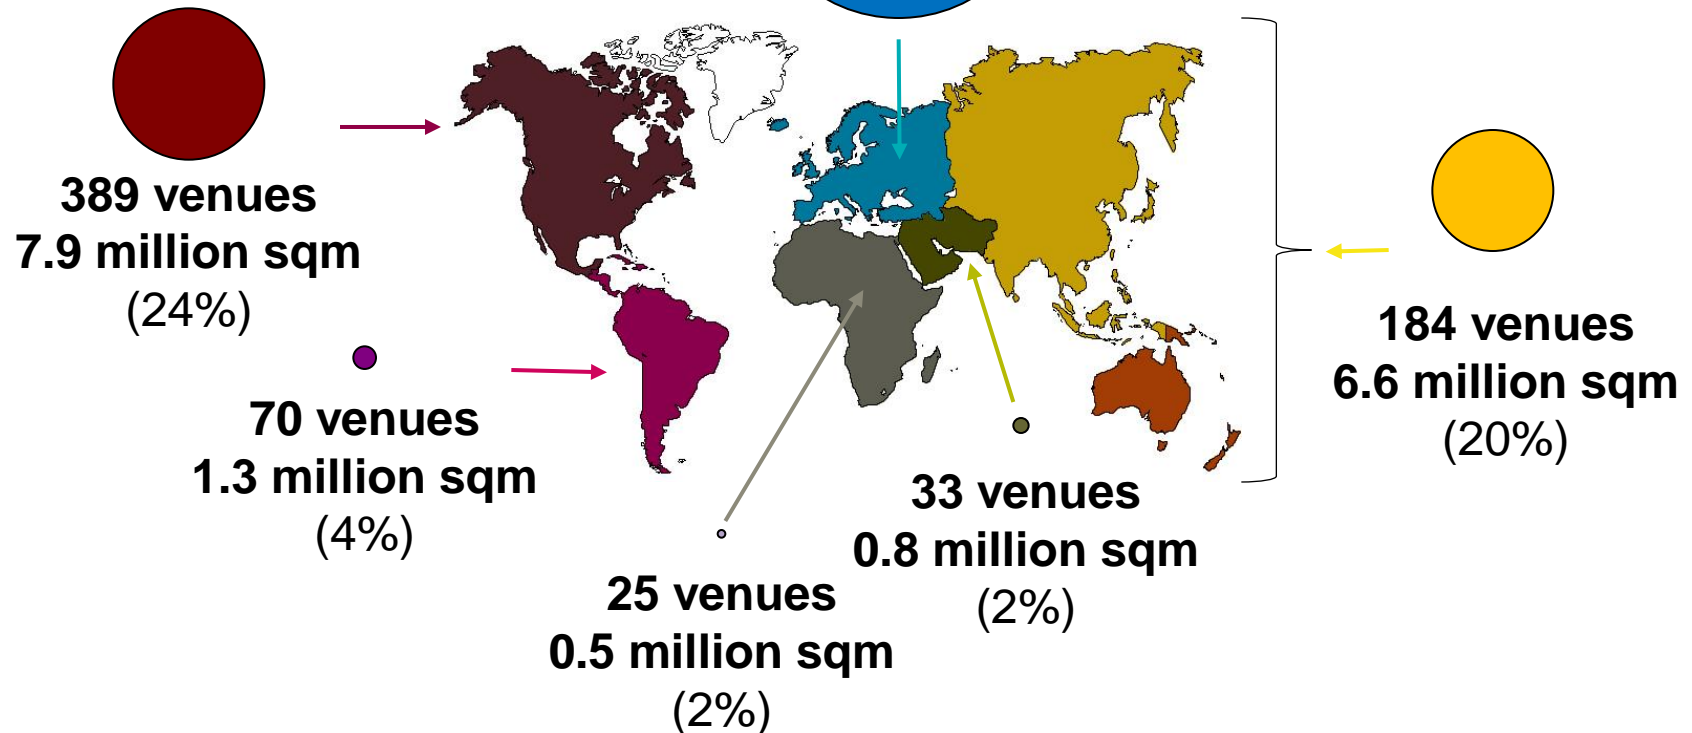 389 venues
7.9 million sqm
(24%)
70 venues
1.3 million sqm
(4%)
25 venues
0.5 million sqm
(2%)
33 venues
0.8 million sqm
(2%)
184 venues
6.6 million sqm
(20%)